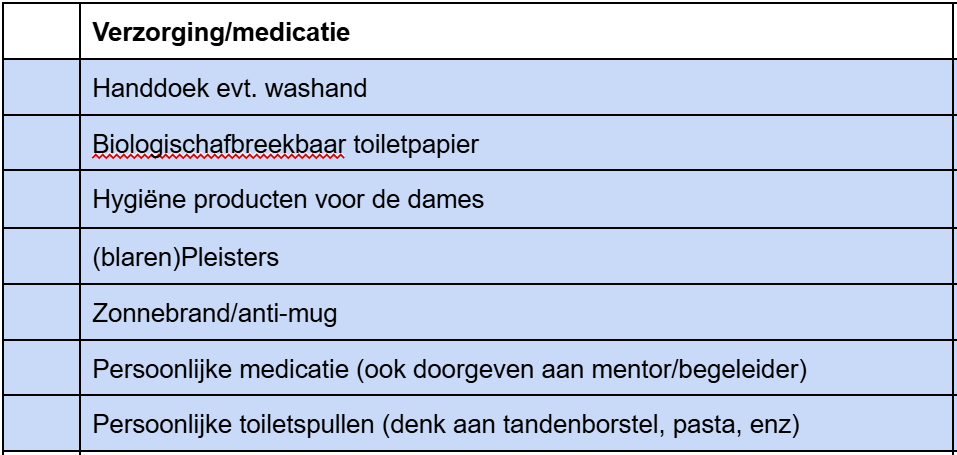 Verzorging/medicatie
Handdoek evt. washand
Biologischafbreekbaar toiletpapier
Hygiëne producten voor de dames
(blaren)Pleisters
Zonnebrand/anti-mug
Persoonlijke medicatie (ook doorgeven aan mentor/begeleider)
Persoonlijke toiletspullen (denk aan tandenborstel, pasta, enz)